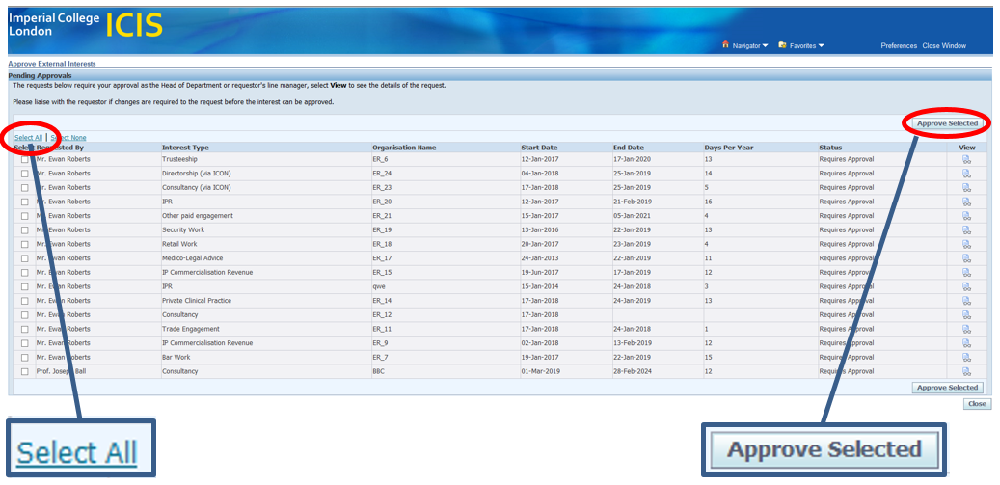 Imperial College London ICIS
Navigator Favorites Preferences Close Window
Approve External Interests
Pending Approvals
The requests below require your approval as the Head of Department or requestor's line manager, select View to see the details of the request.
Please liaise with the requestor if changes are required to the request before the interest can be approved.
Approve Selected
Select All | Select None
Select Requested By Interest Type Organisation Name Start Date End Date Days Per Year Status View
Mr. Ewan Roberts Trusteeship ER_6 12-Jan-2017 17-Jan-2020 13 Requires Approval
Mr. Ewan Roberts Directorship (via ICON) ER_24 04-Jan-2018 25-Jan-2019 14 Requires Approval
Mr. Ewan Roberts Consultancy (via ICON) ER_23 17-Jan-2018 25-Jan-2019 5 Requires Approval
Mr. Ewan Roberts IPR ER_20 12-Jan-2017 21-Feb-2019 16 Requires Approval
Mr. Ewan Roberts Other paid engagement ER_21 15-Jan-2017 05-Jan-2021 4 Requires Approval
Mr. Ewan Roberts Security Work ER_19 13-Jan-2016 22-Jan-2019 13 Requires Approval
Mr. Ewan Roberts Retail Work ER_18 20-Jan-2017 23-Jan-2019 4 Requires Approval
Mr. Ewan Roberts Medico-Legal Advice ER_17 24-Jan-2013 22-Jan-2019 11 Requires Approval
Mr. Ewan Roberts IP Commercialisation Revenue ER_15 19-Jun-2017 17-Jan-2019 12 Requires Approval
Mr. Ewan Roberts IPR qwe 15-Jan-2014 24-Jan-2018 3 Requires Approval
Mr. Ewan Roberts Private Clinical Practice ER_14 17-Jan-2018 24-Jan-2019 13 Requires Approval
Mr. Ewan Roberts Consultancy ER_12 17-Jan-2018 Requires Approval
Mr. Ewan Roberts Trade Engagement ER_11 17-Jan-2018 24-Jan-2018 1 Requires Approval
Mr. Ewan Roberts IP Commercialisation Revenue ER_9 02-Jan-2018 13-Feb-2019 12 Requires Approval
Mr. Ewan Roberts Bar Work ER_7 19-Jan-2017 22-Jan-2019 15 Requires Approval
Prof. Joseph Ball Consultancy BBC 01-Mar-2019 28-Feb-2024 12 Requires Approval
Approve Selected
Close
Select All
Approve Selected